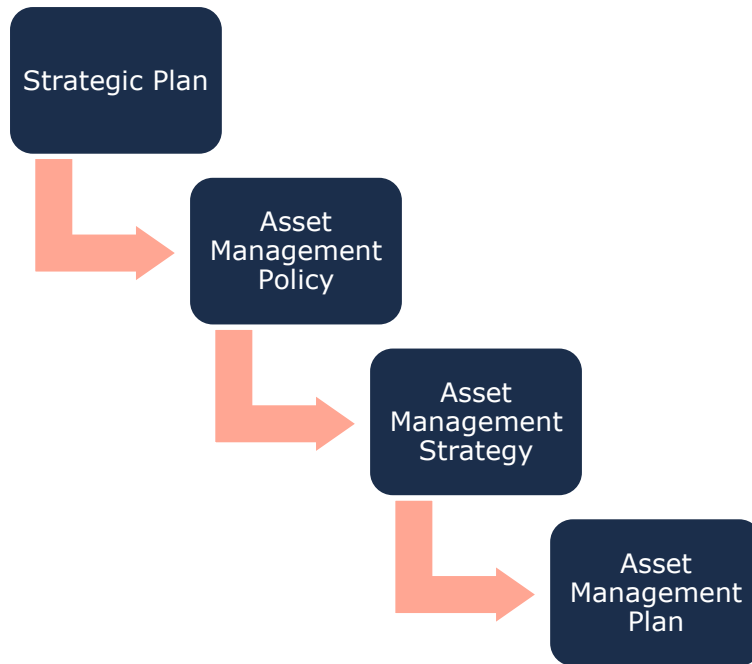 Strategic Plan
Asset
Management
Policy
Asset
Management
Strategy
Asset
Management
Plan